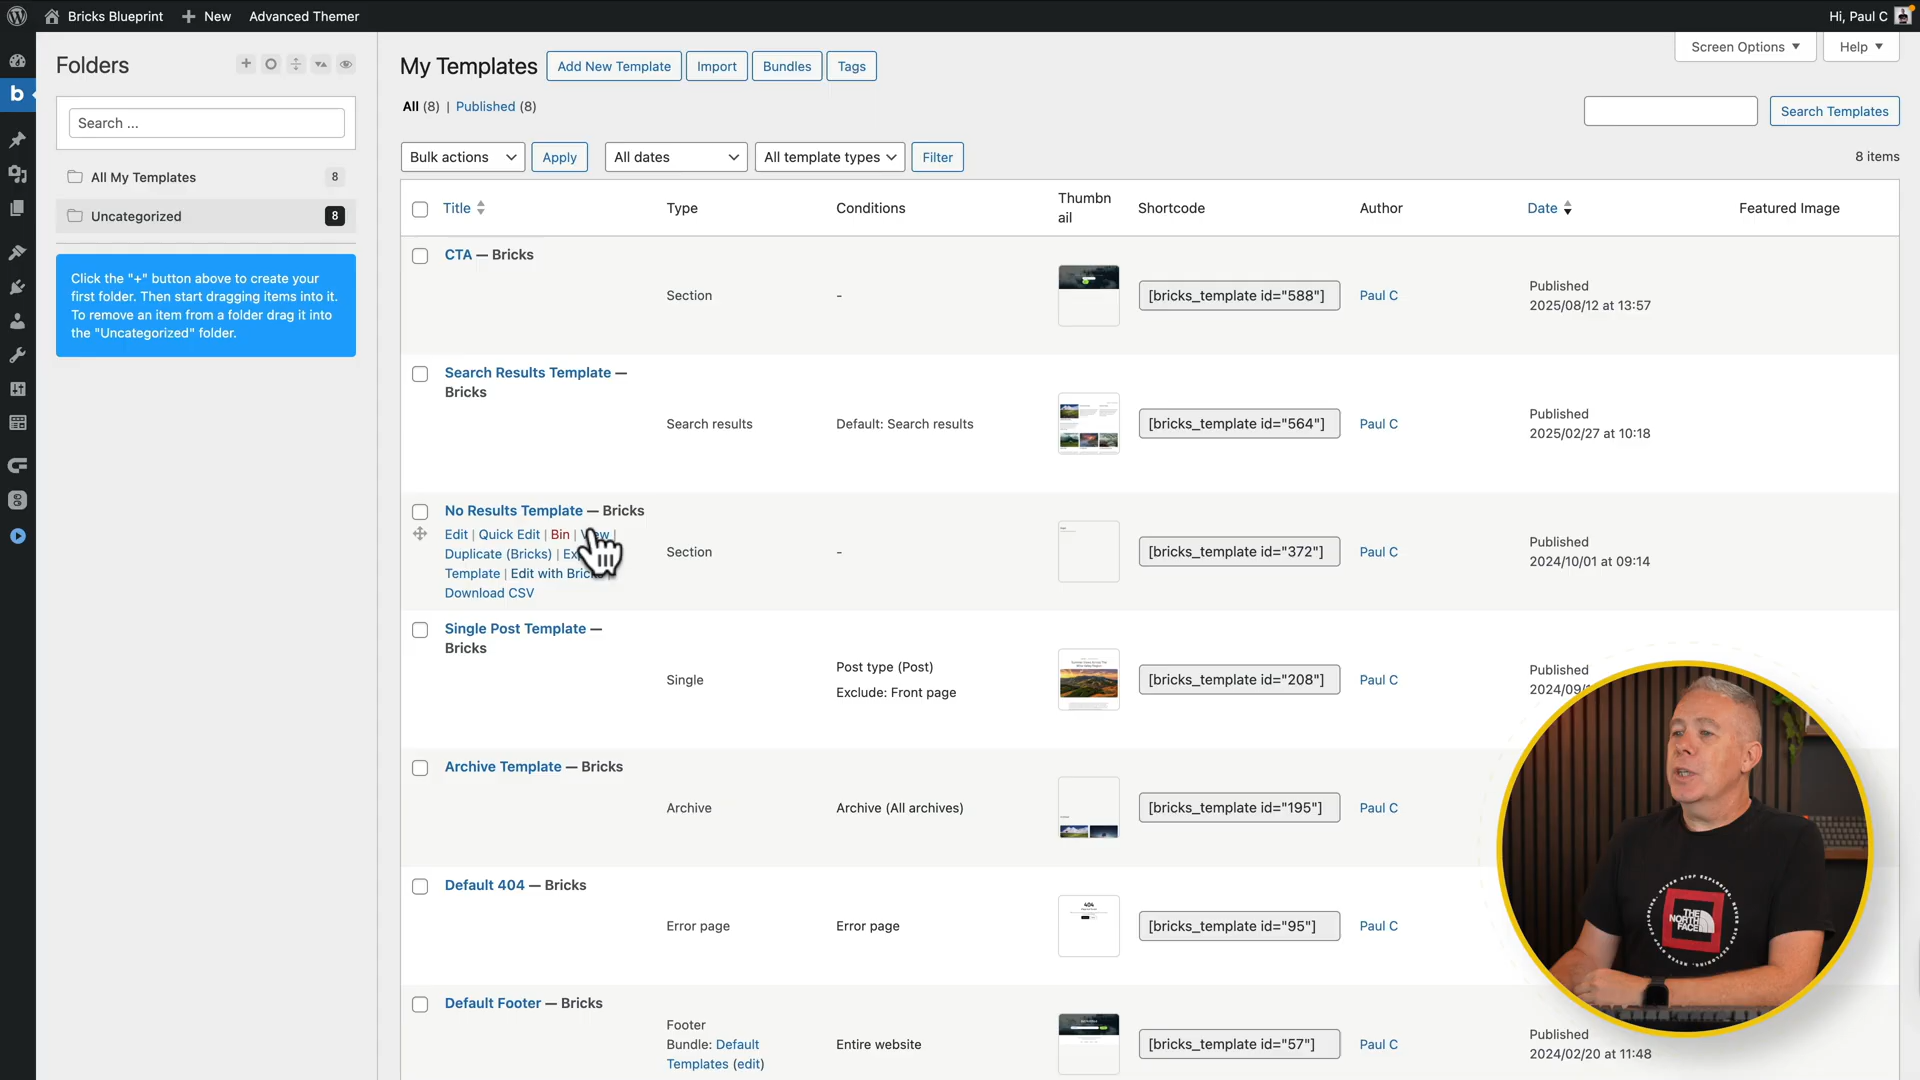 Bricks Blueprint
New
Advanced Themer
Hi, Paul C
Folders
Search ...
All My Templates
8
Uncategorized
8
Click the "+" button above to create your
first folder. Then start dragging items into it.
To remove an item from a folder drag it into
the "Uncategorized" folder.
My Templates
Add New Template
Import
Bundles
Tags
Screen Options
Help
All (8) | Published (8)
Search Templates
Bulk actions
Apply
All dates
All template types
Filter
8 items
Title
Type
Conditions
Thumbn
ail
Shortcode
Author
Date
Featured Image
CTA — Bricks
Section
-
[bricks_template id="588"]
Paul C
Published
2025/08/12 at 13:57
Search Results Template —
Bricks
Search results
Default: Search results
[bricks_template id="564"]
Paul C
Published
2025/02/27 at 10:18
No Results Template — Bricks
Edit | Quick Edit | Bin |
Duplicate (Bricks) |
Template | Edit with
Download CSV
Section
-
[bricks_template id="372"]
Paul C
Published
2024/10/01 at 09:14
Single Post Template —
Bricks
Single
Post type (Post)
Exclude: Front page
[bricks_template id="208"]
Paul C
Published
2024/09/
Archive Template — Bricks
Archive
Archive (All archives)
[bricks_template id="195"]
Paul C
Default 404 — Bricks
Error page
Error page
404
[bricks_template id="95"]
Paul C
Default Footer — Bricks
Footer
Bundle: Default
Templates (edit)
Entire website
[bricks_template id="57"]
Paul C
Published
2024/02/20 at 11:48
NEVER STOP EXPLORING
THE
NORTH
FACE